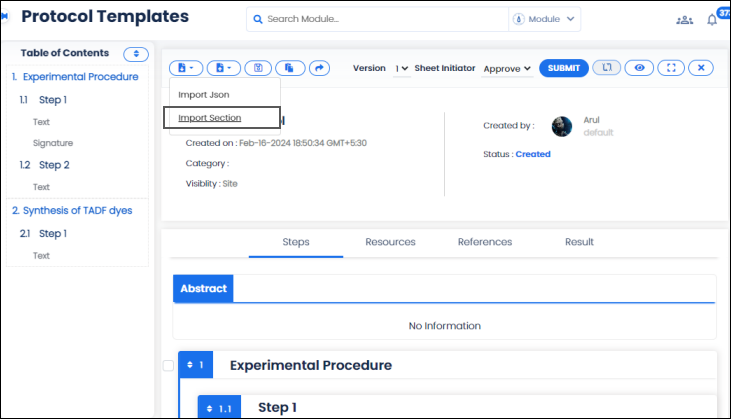 Protocol Templates
Search Module...
Module
37
Table of Contents
1. Experimental Procedure
1.1 Step 1
Text
Signature
1.2 Step 2
Text
2. Synthesis of TADF dyes
2.1 Step 1
Text
Version 1 Sheet Initiator Approve SUBMIT
Import Json
Import Section
Created on : Feb-16-2024 18:50:34 GMT+5:30
Category :
Visiblity : Site
Created by : Arul
default
Status : Created
Steps Resources References Result
Abstract
No Information
1 Experimental Procedure
1.1 Step 1